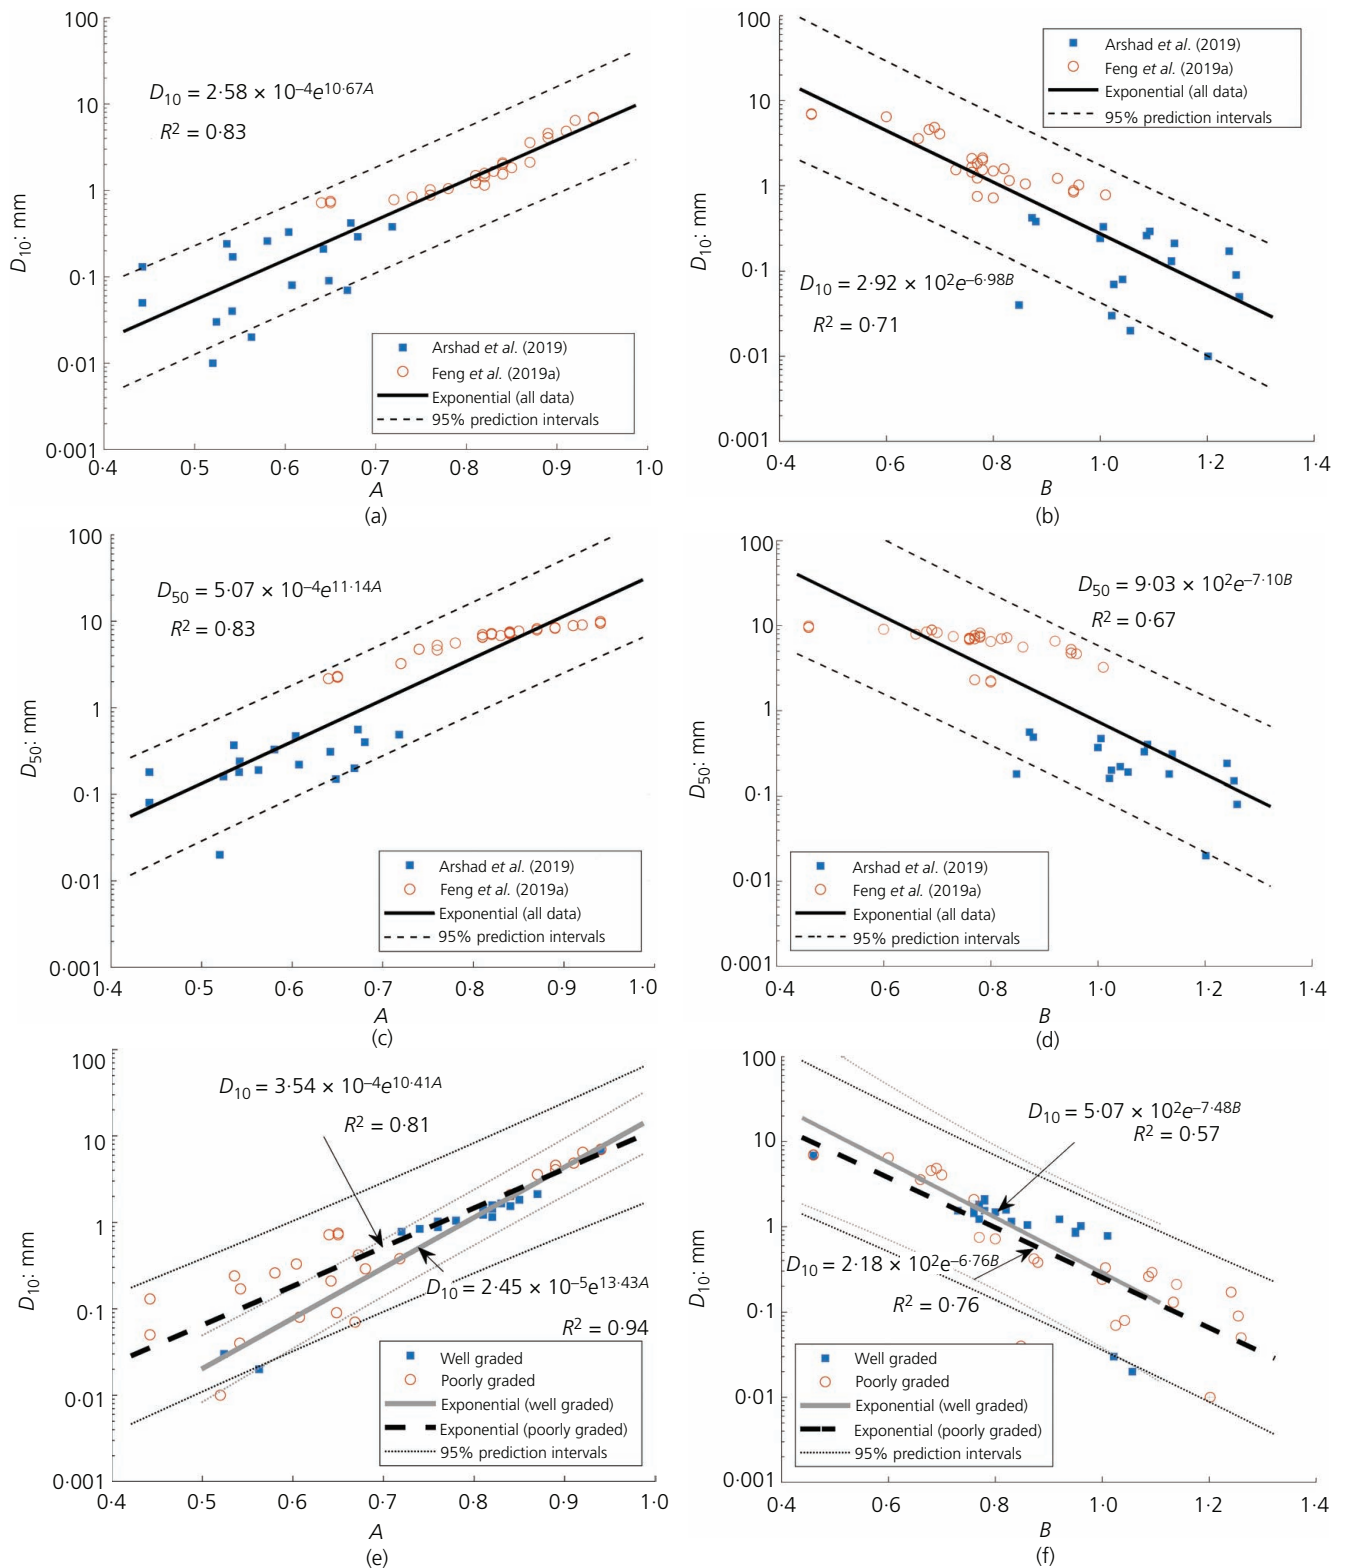 100
10
1
0·1
0·01
0·001
D10: mm
D10 = 2·58 × 10–4e10·67A
R2 = 0·83
Arshad et al. (2019)
Feng et al. (2019a)
Exponential (all data)
95% prediction intervals
0·4 0·5 0·6 0·7 0·8 0·9 1·0
A
(a)
100
10
1
0·1
0·01
0·001
D10: mm
Arshad et al. (2019)
Feng et al. (2019a)
Exponential (all data)
95% prediction intervals
D10 = 2·92 × 102e–6·98B
R2 = 0·71
0·4 0·6 0·8 1·0 1·2 1·4
B
(b)
100
10
1
0·1
0·01
0·001
D50: mm
D50 = 5·07 × 10–4e11·14A
R2 = 0·83
Arshad et al. (2019)
Feng et al. (2019a)
Exponential (all data)
95% prediction intervals
0·4 0·5 0·6 0·7 0·8 0·9 1·0
A
(c)
100
10
1
0·1
0·01
0·001
D50: mm
D50 = 9·03 × 102e–7·10B
R2 = 0·67
Arshad et al. (2019)
Feng et al. (2019a)
Exponential (all data)
95% prediction intervals
0·4 0·6 0·8 1·0 1·2 1·4
B
(d)
100
10
1
0·1
0·01
0·001
D10: mm
D10 = 3·54 × 10–4e10·41A
R2 = 0·81
D10 = 2·45 × 10–5e13·43A
R2 = 0·94
Well graded
Poorly graded
Exponential (well graded)
Exponential (poorly graded)
95% prediction intervals
0·4 0·5 0·6 0·7 0·8 0·9 1·0
A
(e)
100
10
1
0·1
0·01
0·001
D10: mm
D10 = 5·07 × 102e–7·48B
R2 = 0·57
D10 = 2·18 × 102e–6·76B
R2 = 0·76
Well graded
Poorly graded
Exponential (well graded)
Exponential (poorly graded)
95% prediction intervals
0·4 0·6 0·8 1·0 1·2 1·4
B
(f)